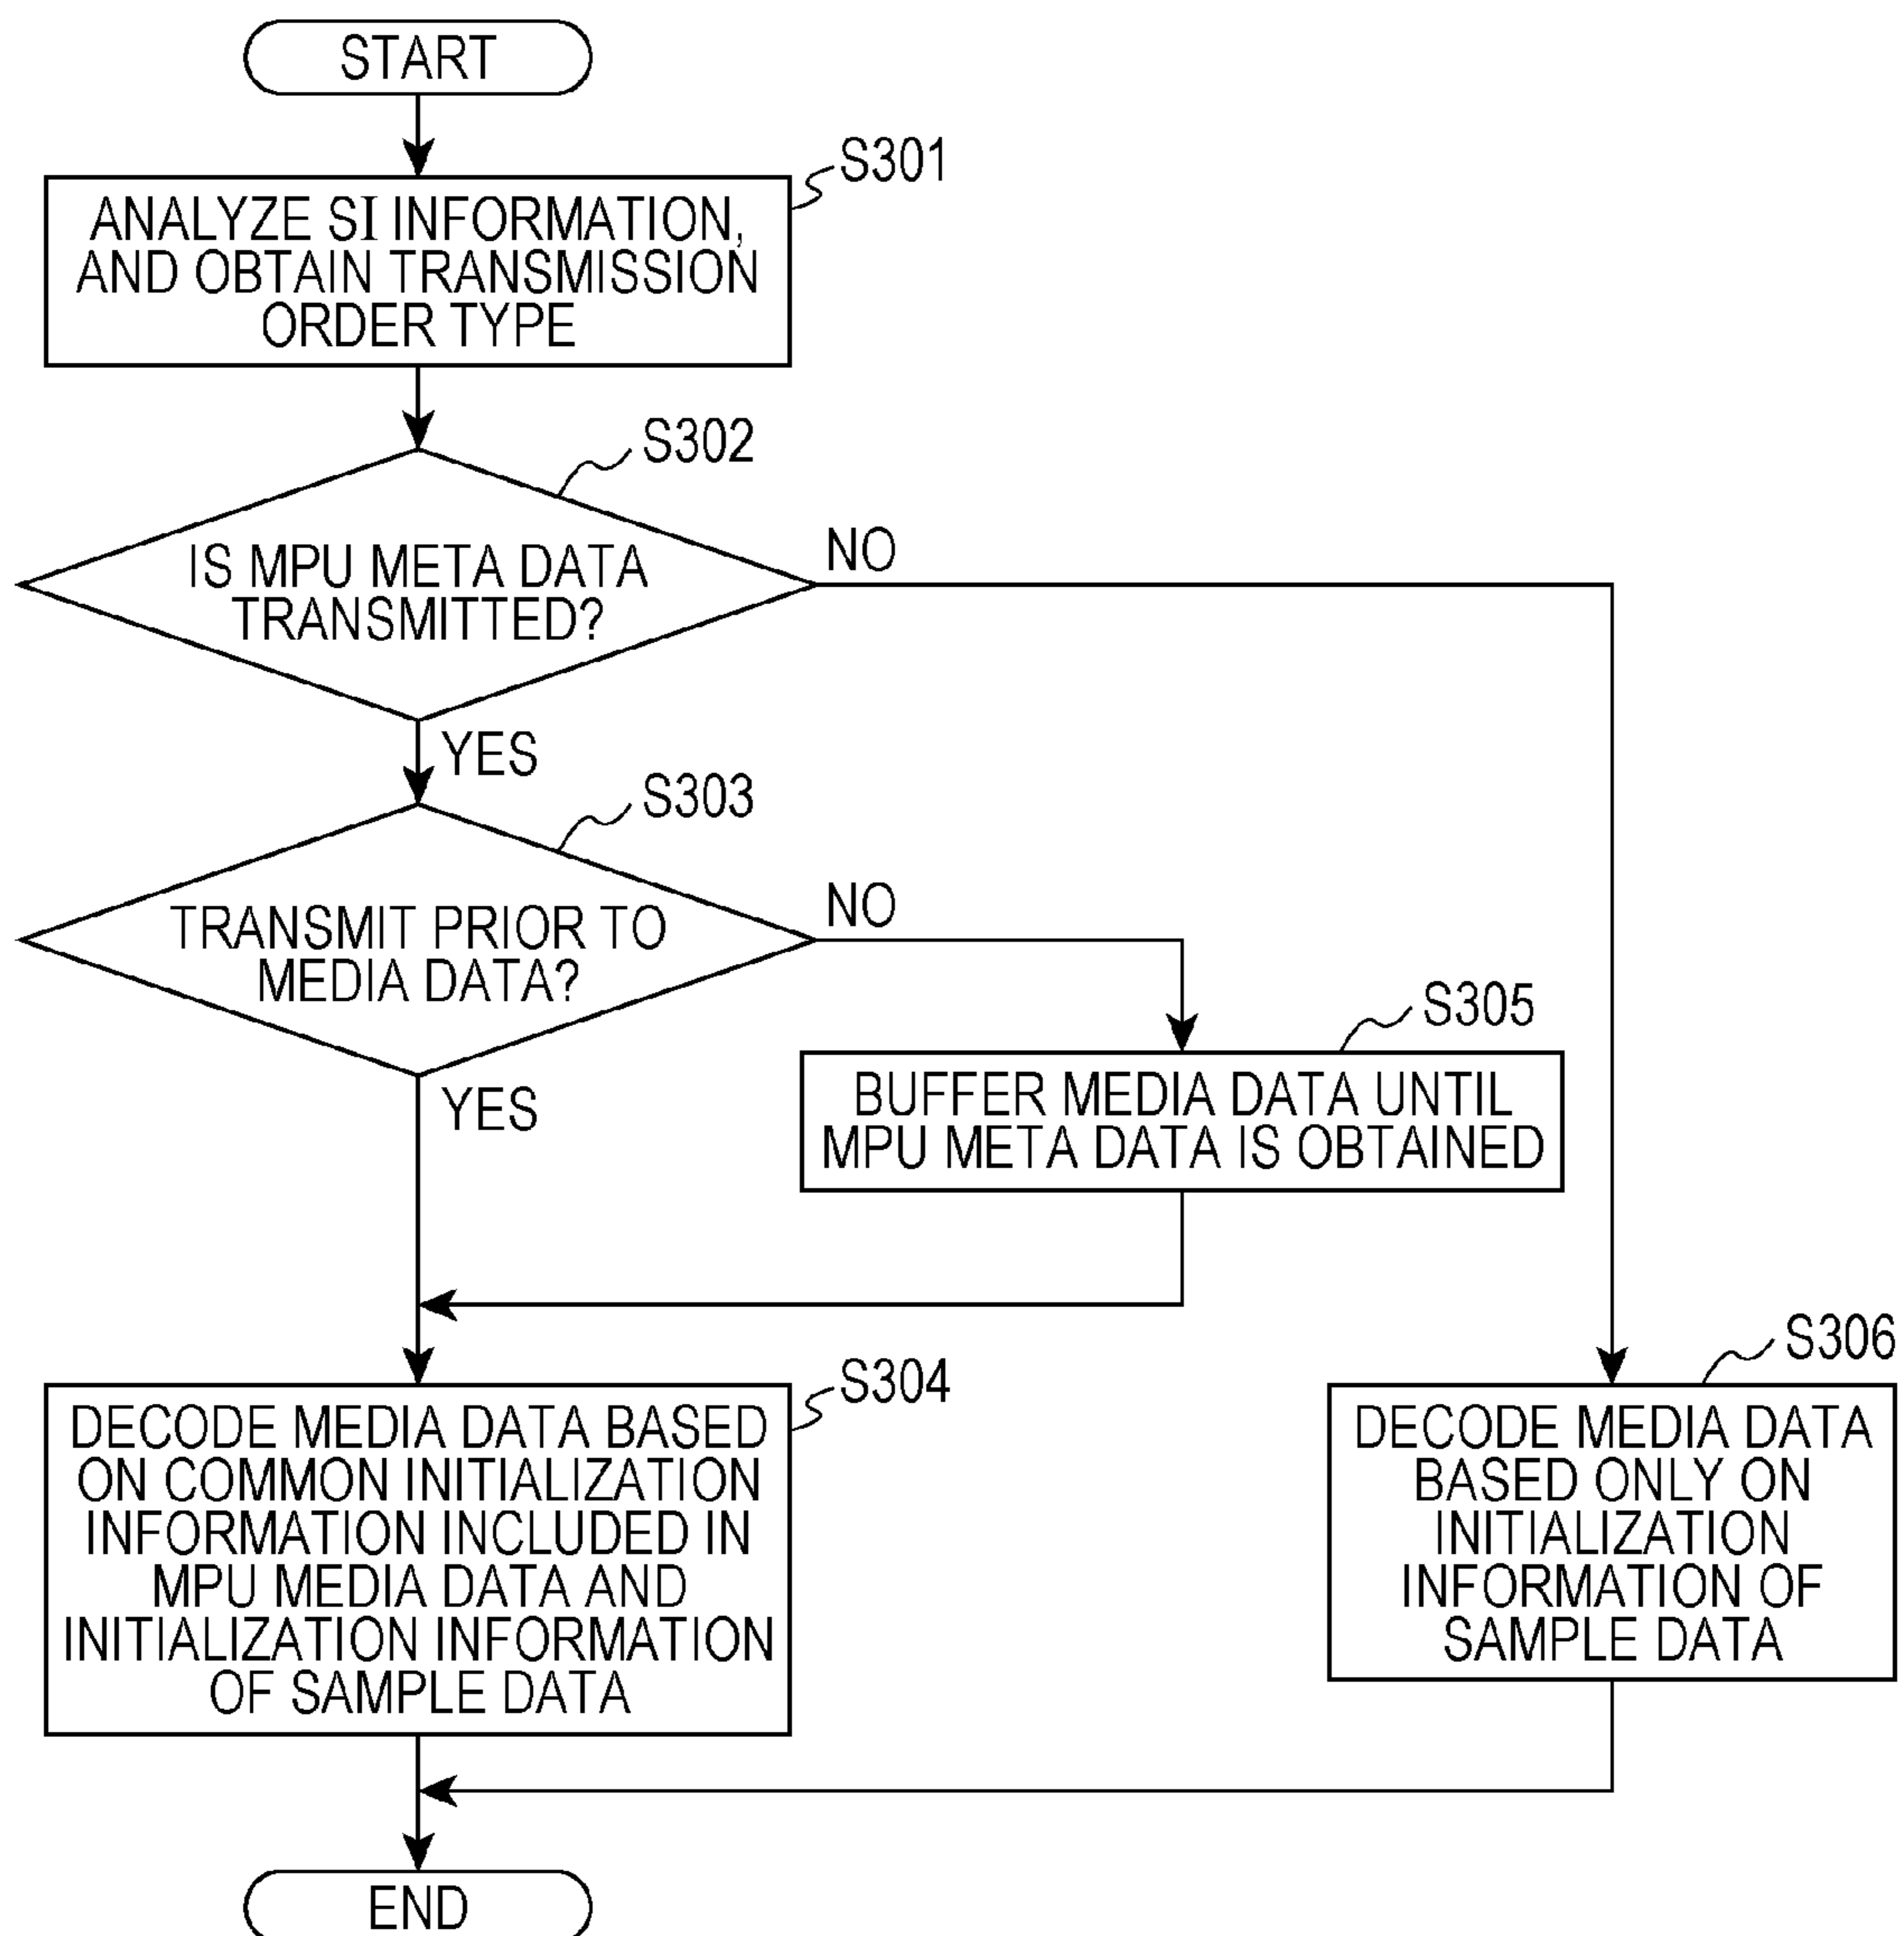 START
S301
ANALYZE SI INFORMATION,
AND OBTAIN TRANSMISSION
ORDER TYPE
S302
IS MPU META DATA
TRANSMITTED?
NO
YES
S303
TRANSMIT PRIOR TO
MEDIA DATA?
NO
YES
S305
BUFFER MEDIA DATA UNTIL
MPU META DATA IS OBTAINED
S304
DECODE MEDIA DATA BASED
ON COMMON INITIALIZATION
INFORMATION INCLUDED IN
MPU MEDIA DATA AND
INITIALIZATION INFORMATION
OF SAMPLE DATA
S306
DECODE MEDIA DATA
BASED ONLY ON
INITIALIZATION
INFORMATION OF
SAMPLE DATA
END